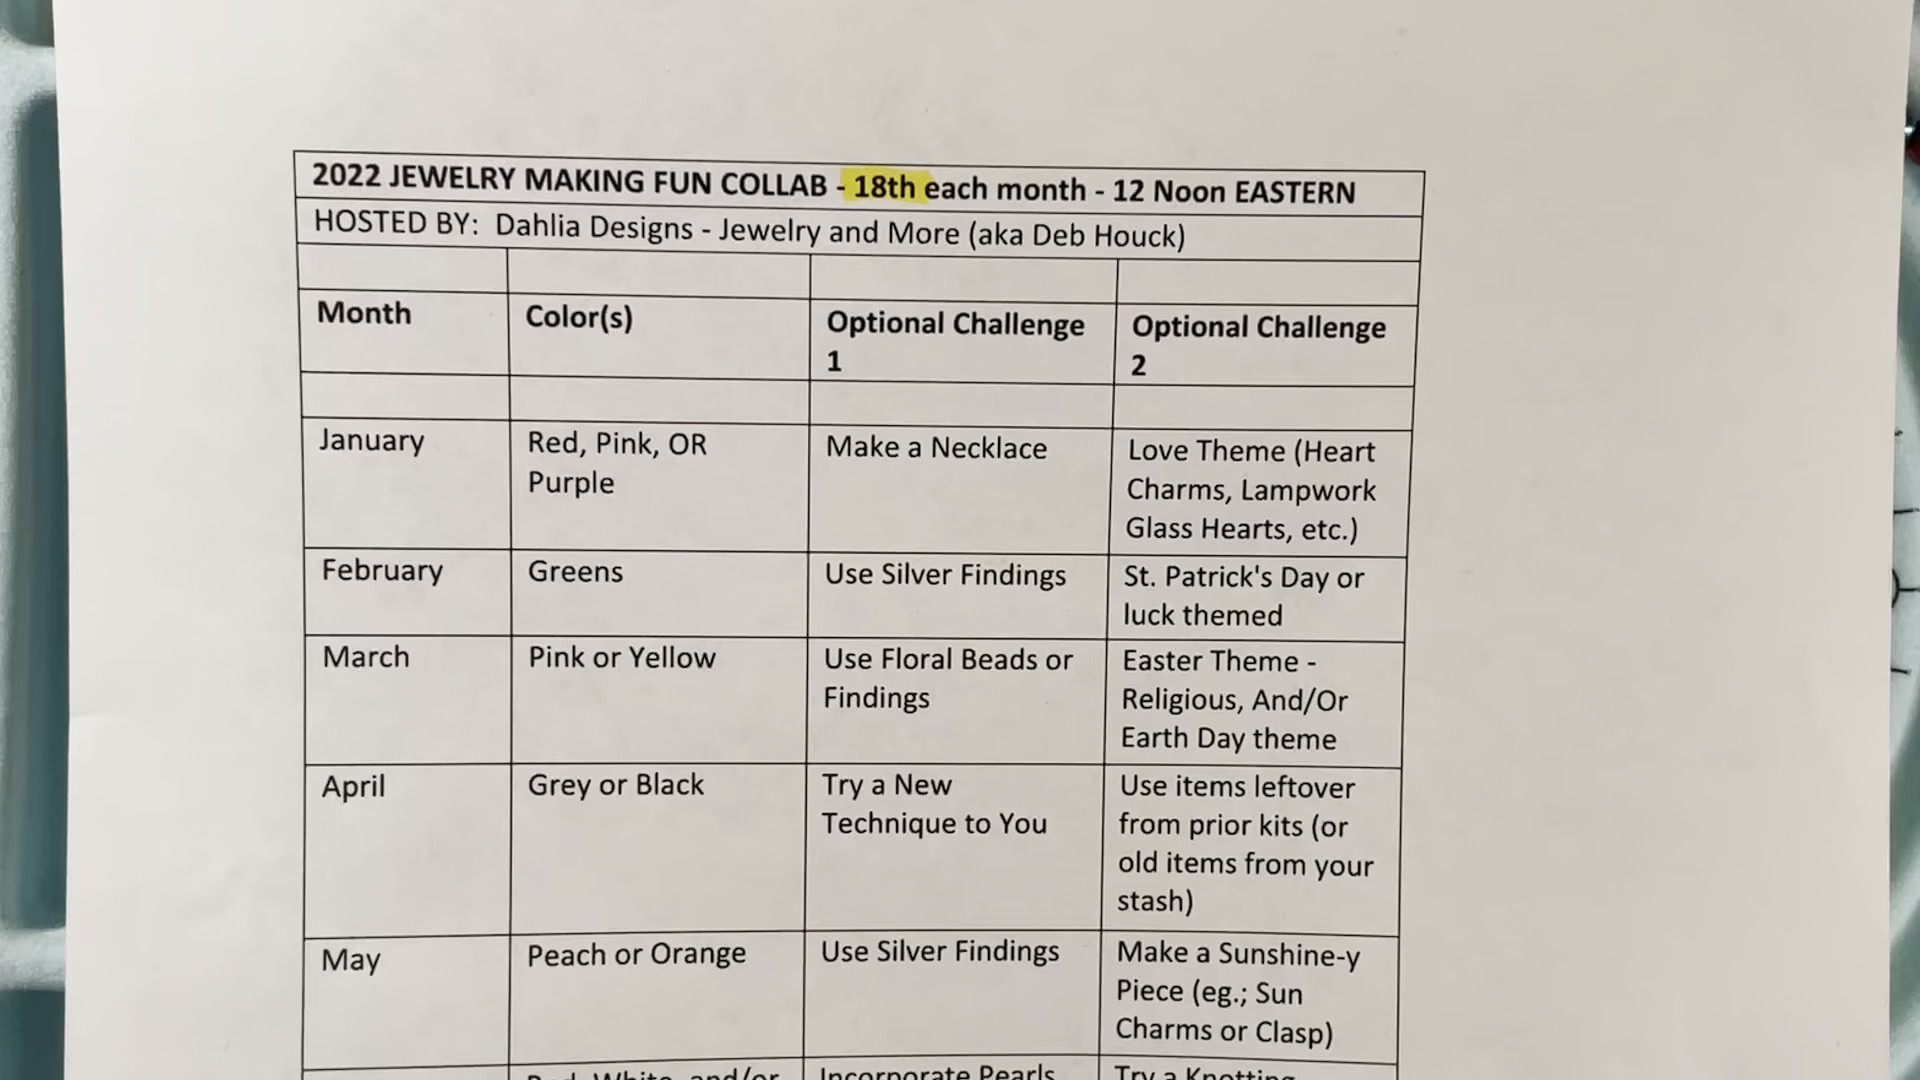 2022 JEWELRY MAKING FUN COLLAB - 18th each month - 12 Noon EASTERN
HOSTED BY: Dahlia Designs - Jewelry and More (aka Deb Houck)
Month Color(s) Optional Challenge Optional Challenge
1 2
January Red, Pink, OR Make a Necklace Love Theme (Heart
Purple Charms, Lampwork
Glass Hearts, etc.)
February Greens Use Silver Findings St. Patrick's Day or
luck themed
March Pink or Yellow Use Floral Beads or Easter Theme -
Findings Religious, And/Or
Earth Day theme
April Grey or Black Try a New Use items leftover
Technique to You from prior kits (or
old items from your
stash)
May Peach or Orange Use Silver Findings Make a Sunshine-y
Piece (eg.; Sun
Charms or Clasp)
Red, White, and/or Incorporate Pearls Try a Knotting